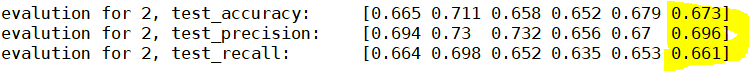 evalution for 2, test_accuracy: [0.665 0.711 0.658 0.652 0.679 0.673]
evalution for 2, test_precision: [0.694 0.73 0.732 0.656 0.67 0.696]
evalution for 2, test_recall: [0.664 0.698 0.652 0.635 0.653 0.661]